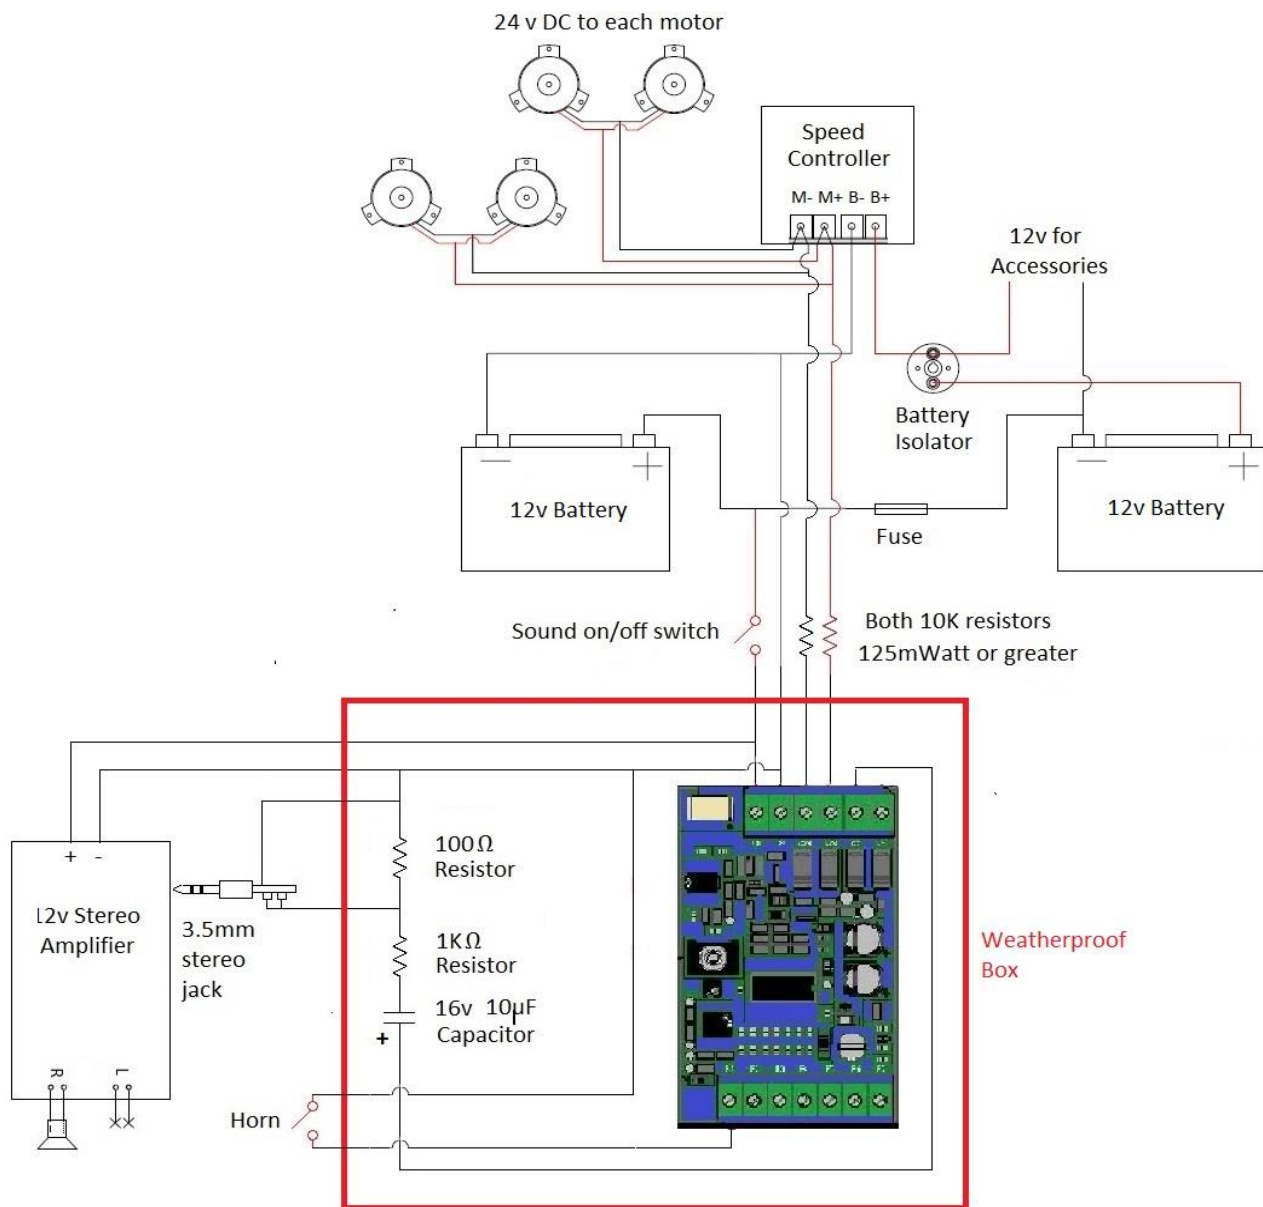 24 v DC to each motor
Speed
Controller
M- M+ B- B+
12v for
Accessories
Battery
Isolator
12v Battery
12v Battery
Fuse
Sound on/off switch
Both 10K resistors
125mWatt or greater
100Ω
Resistor
+ -
12v Stereo
Amplifier
3.5mm
stereo
jack
1KΩ
Resistor
16v 10µF
Capacitor
+
Weatherproof
Box
R
L
Horn